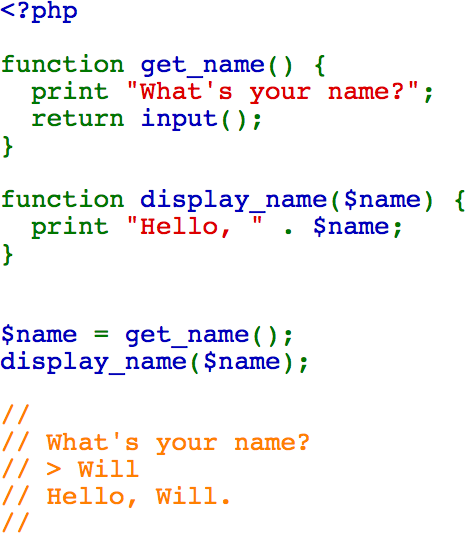 <?php
function get_name() {
  print "What's your name?";
  return input();
}
function display_name($name) {
  print "Hello, " . $name;
}
$name = get_name();
display_name($name);
//
// What's your name?
// > Will
// Hello, Will.
//